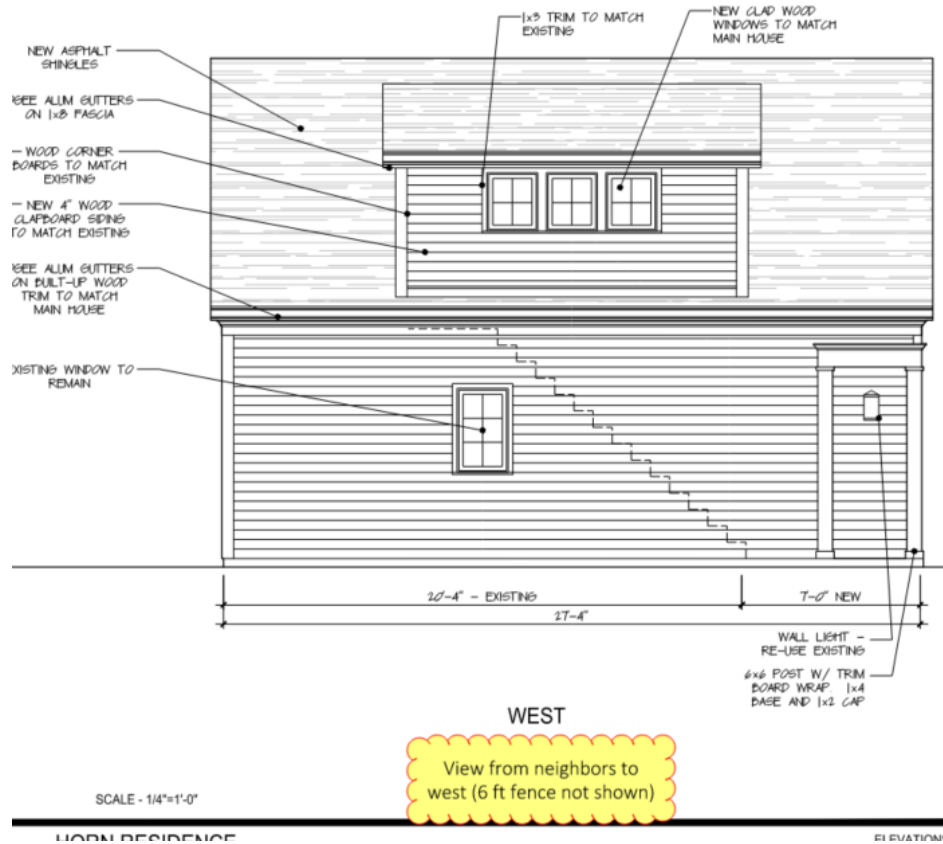 NEW ASPHALT
SHINGLES
OGEE ALUM GUTTERS
ON 1x8 FASCIA
WOOD CORNER
BOARDS TO MATCH
EXISTING
NEW 4" WOOD
CLAPBOARD SIDING
TO MATCH EXISTING
OGEE ALUM GUTTERS
ON BUILT-UP WOOD
TRIM TO MATCH
MAIN HOUSE
EXISTING WINDOW TO
REMAIN
1x3 TRIM TO MATCH
EXISTING
NEW CLAD WOOD
WINDOWS TO MATCH
MAIN HOUSE
20'-4" - EXISTING
7'-0" NEW
27'-4"
WALL LIGHT -
RE-USE EXISTING
6x6 POST W/ TRIM
BOARD WRAP. 1x4
BASE AND 1x2 CAP
WEST
View from neighbors to
west (6 ft fence not shown)
SCALE - 1/4"=1'-0"
HORN RESIDENCE
ELEVATIONS